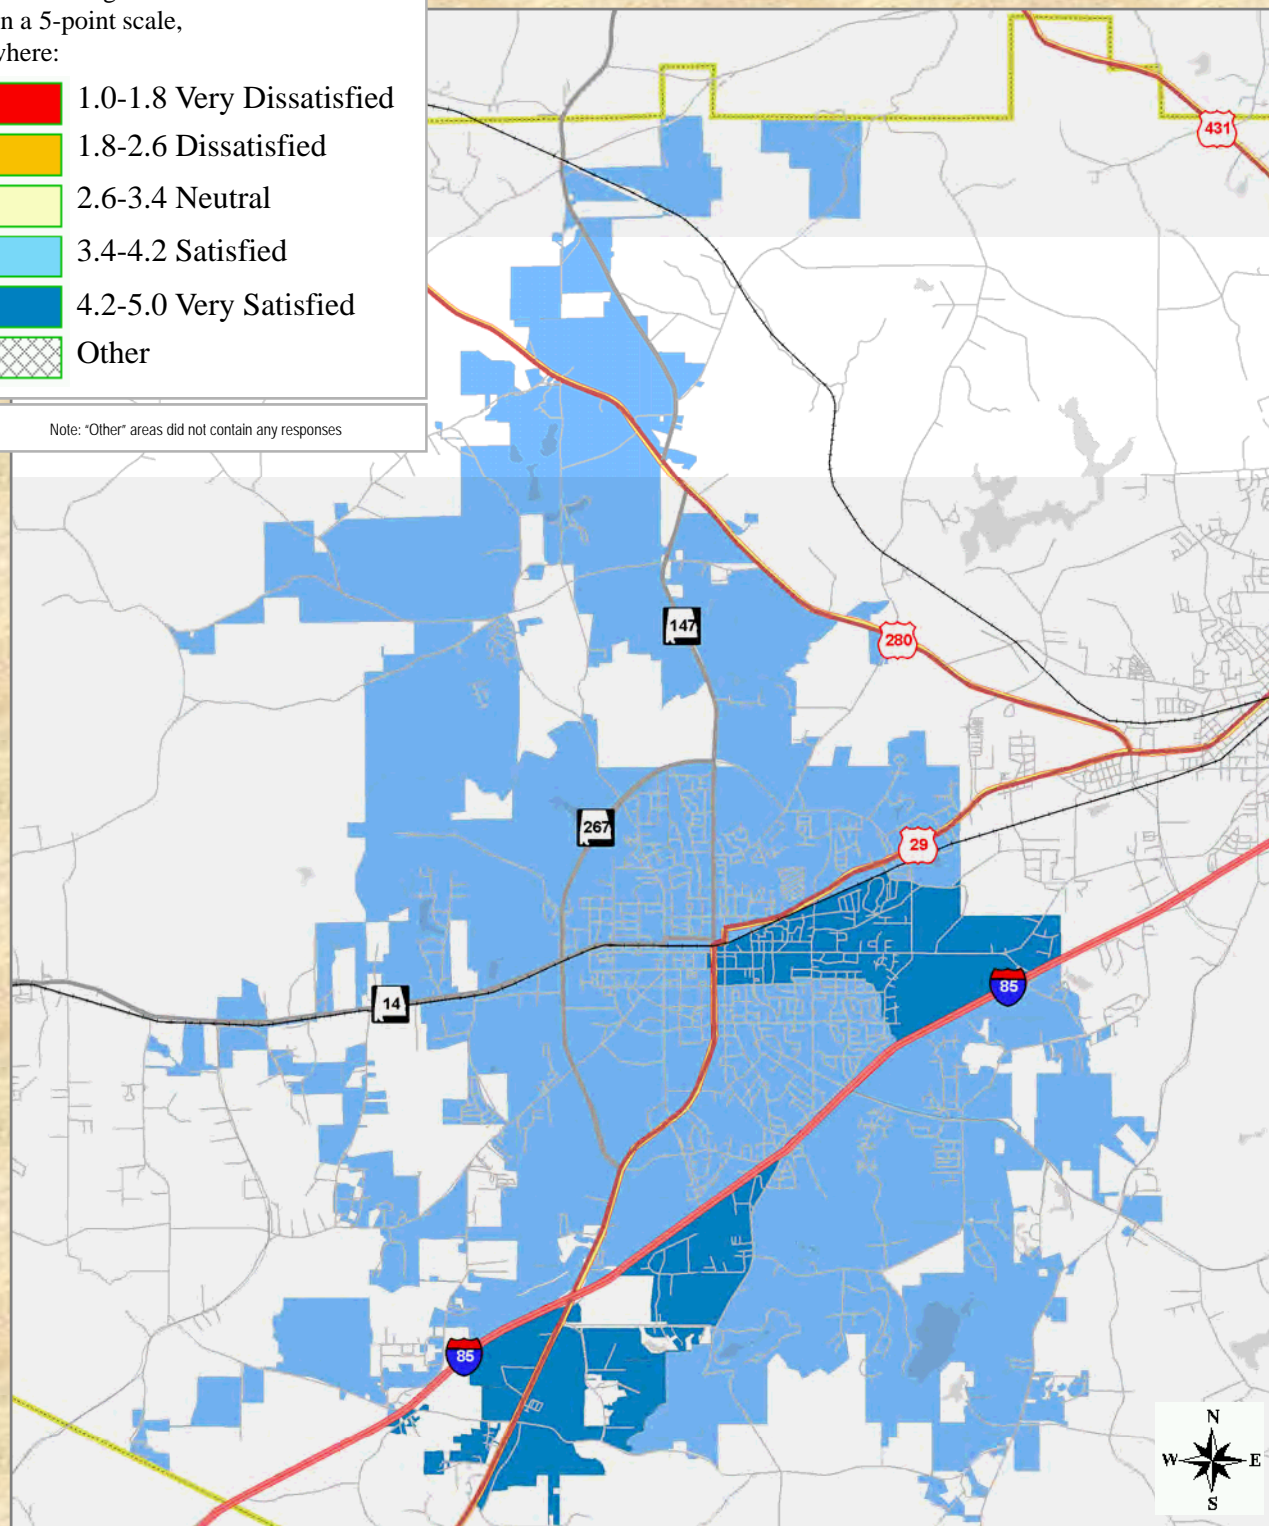 n a 5-point scale,
where:
1.0-1.8 Very Dissatisfied
1.8-2.6 Dissatisfied
2.6-3.4 Neutral
3.4-4.2 Satisfied
4.2-5.0 Very Satisfied
Other
Note: "Other" areas did not contain any responses
431
147
280
267
29
14
85
85
N
W E
S